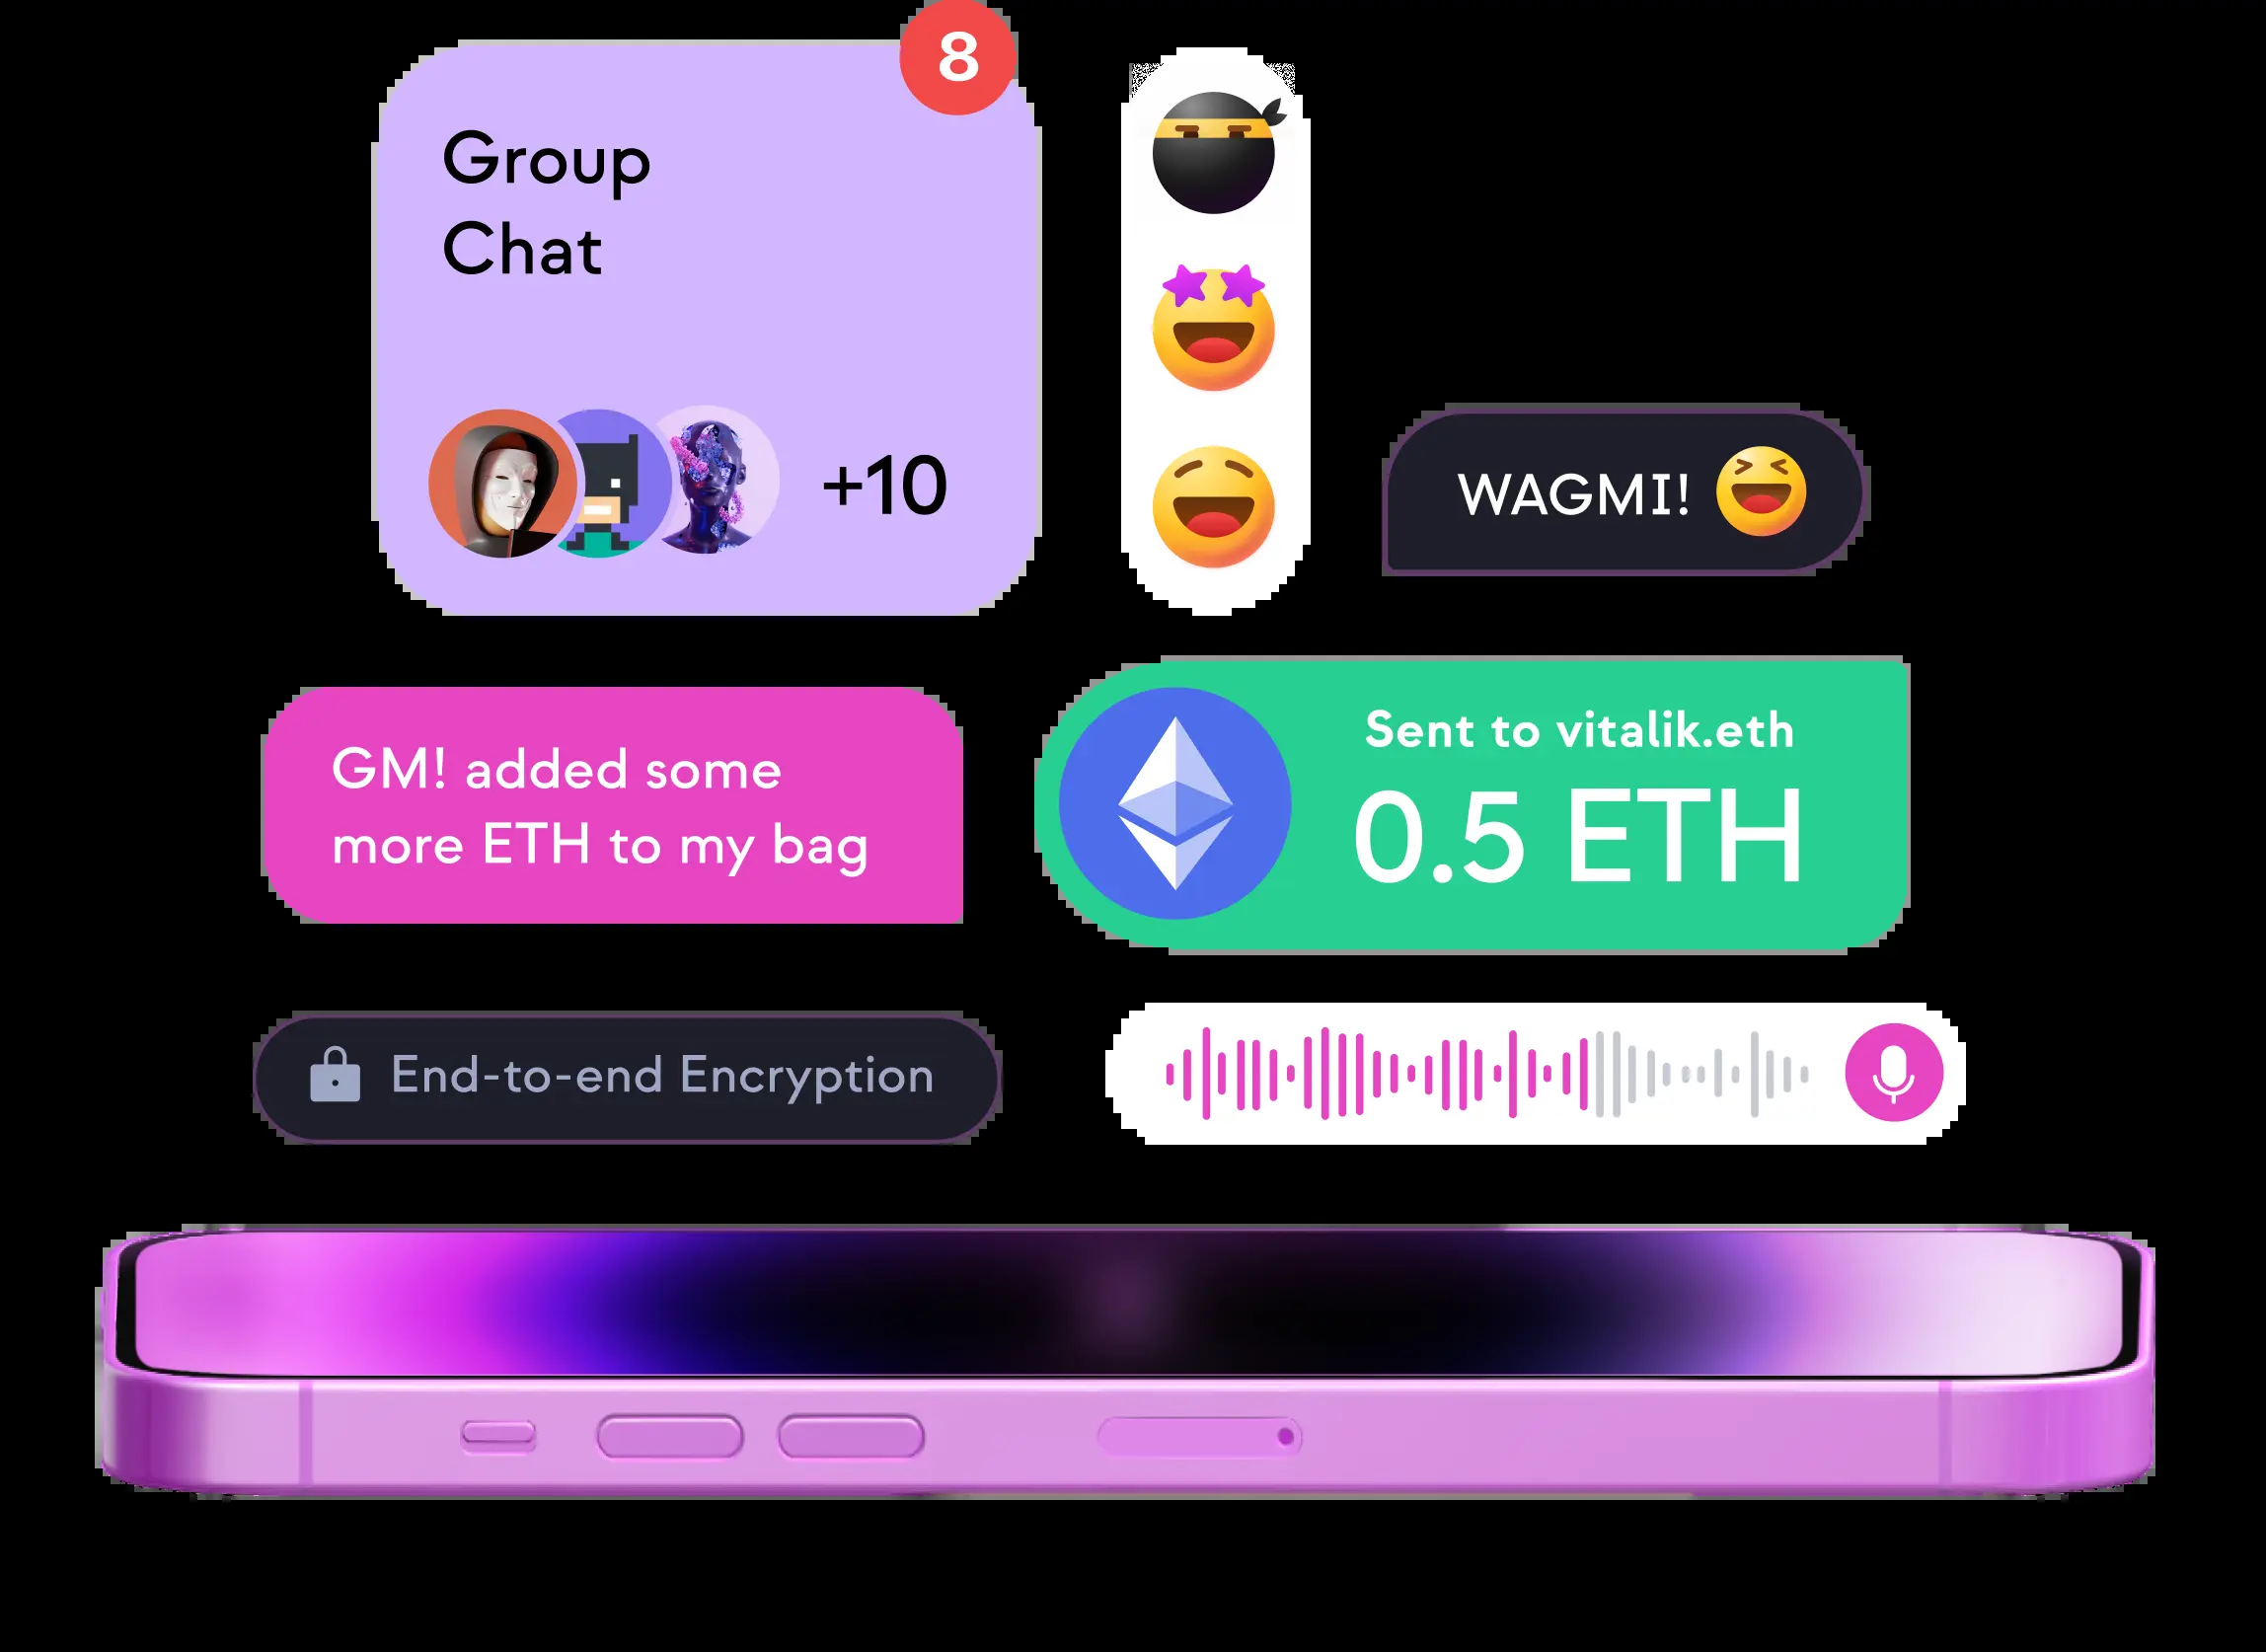 8
Group
Chat
+10
WAGMI!
GM! added some
more ETH to my bag
Sent to vitalik.eth
0.5 ETH
End-to-end Encryption